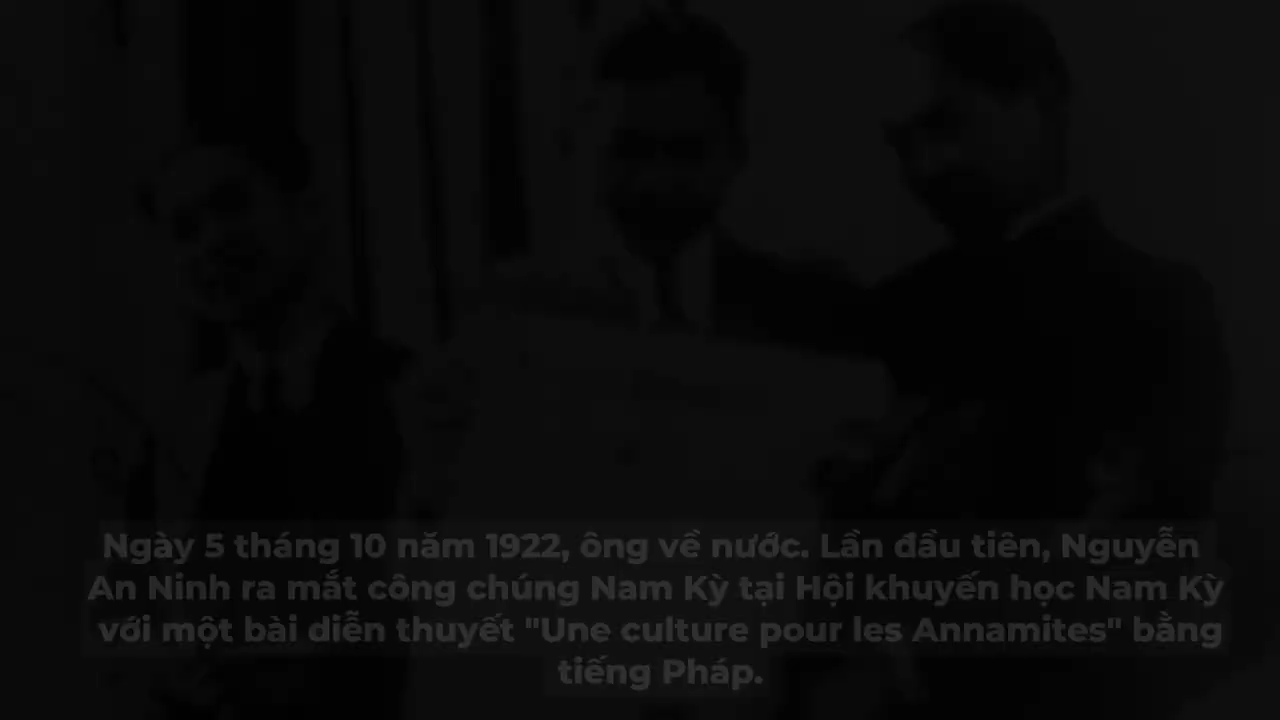 Ngày 5 tháng 10 năm 1922, ông về nước. Lần đầu tiên, Nguyễn
An Ninh ra mắt công chúng Nam Kỳ tại Hội khuyến học Nam Kỳ
với một bài diễn thuyết "Une culture pour les Annamites" bằng
tiếng Pháp.